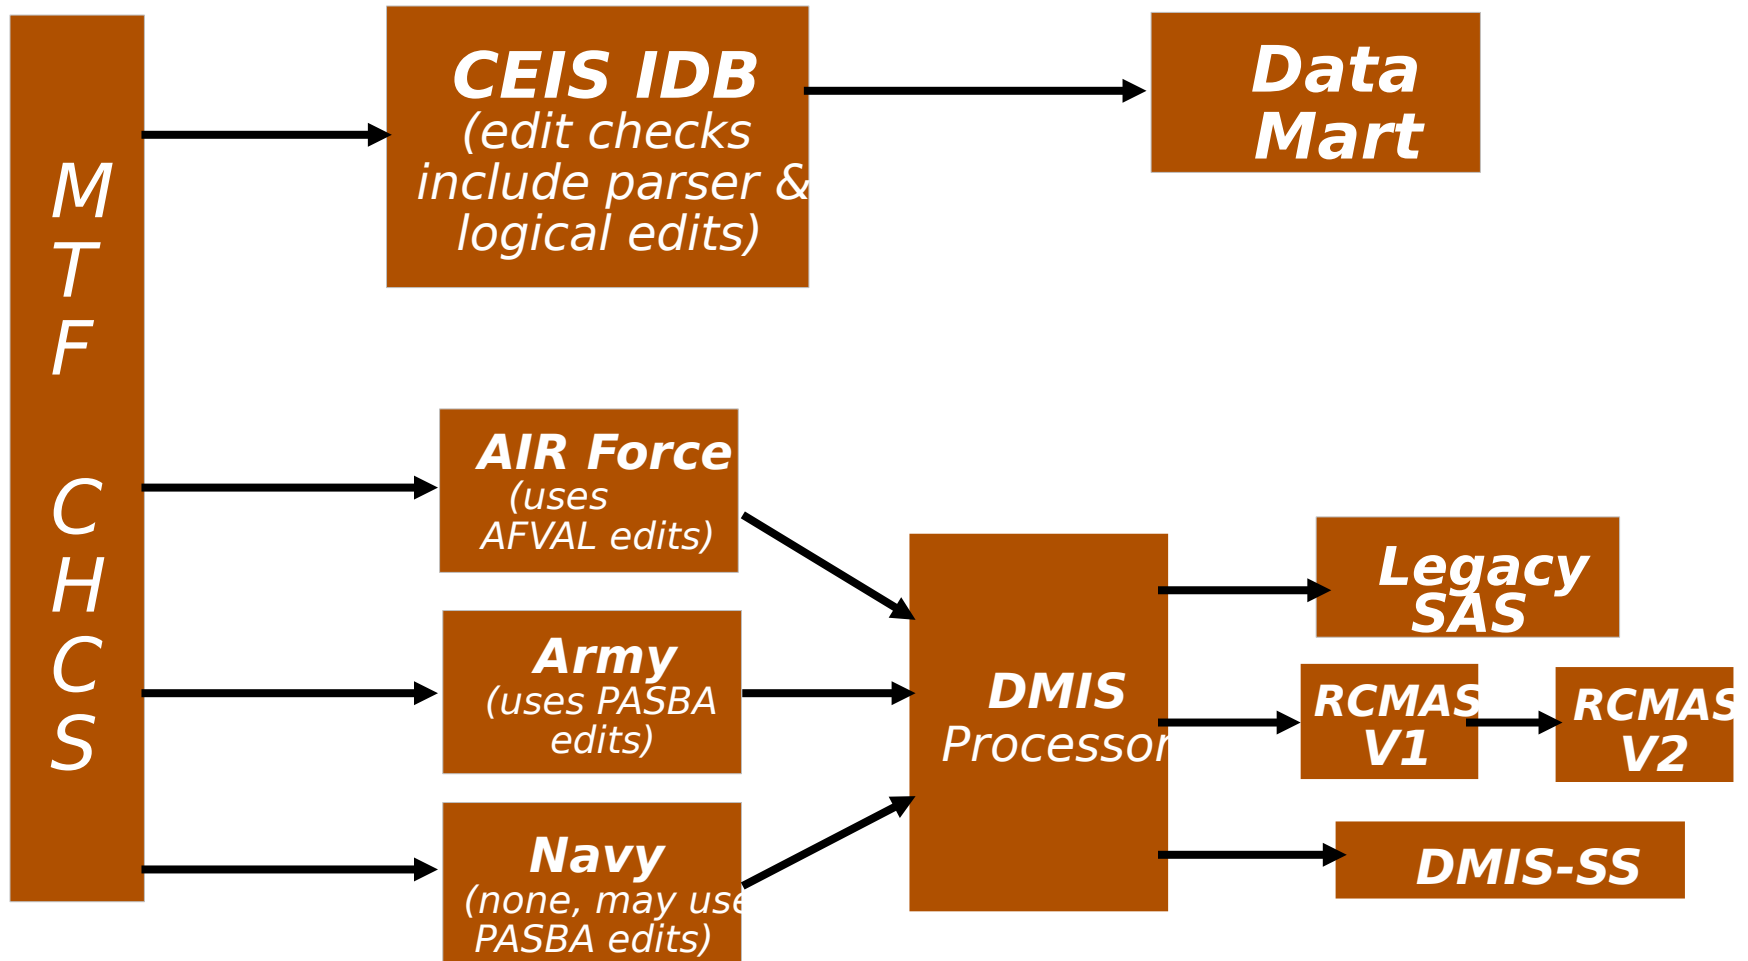 M
T
F
C
H
C
S
CEIS IDB
(edit checks
include parser &
logical edits)
Data
Mart
AIR Force
(uses
AFVAL edits)
Army
(uses PASBA
edits)
Navy
(none, may use
PASBA edits)
DMIS
Processor
Legacy
SAS
RCMAS
V1
RCMAS
V2
DMIS-SS